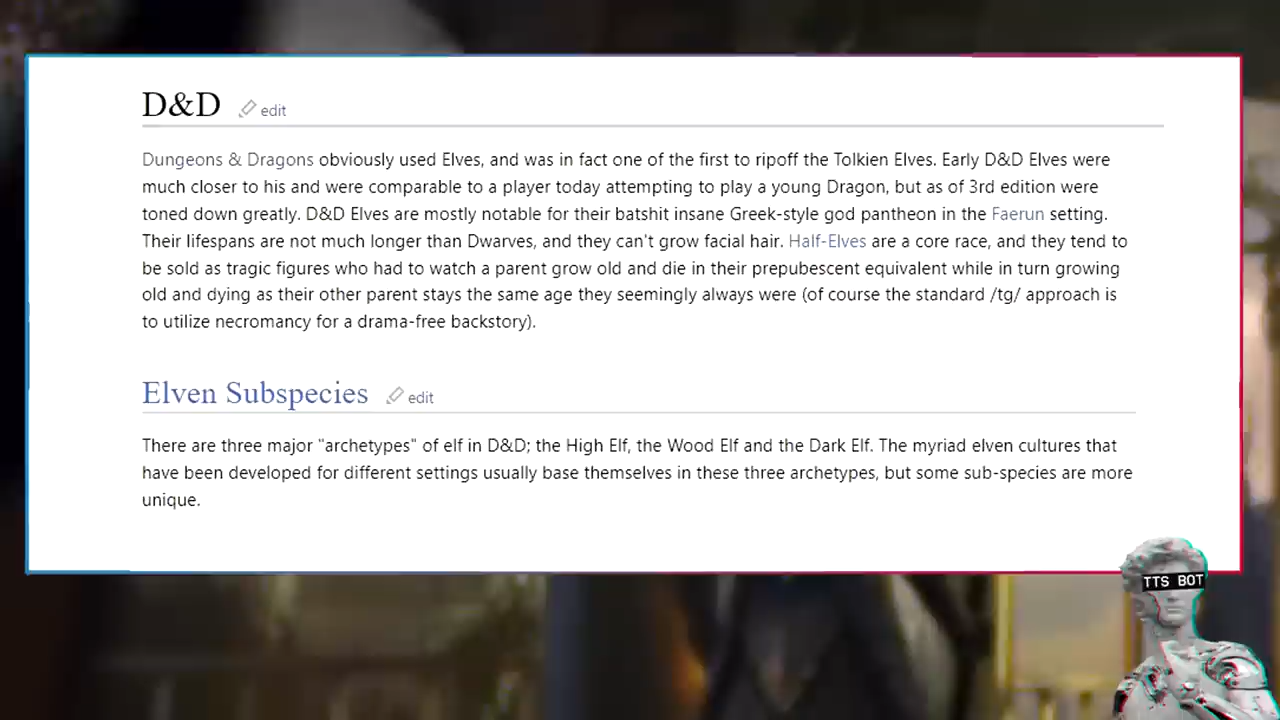 D&D edit
Dungeons & Dragons obviously used Elves, and was in fact one of the first to ripoff the Tolkien Elves. Early D&D Elves were
much closer to his and were comparable to a player today attempting to play a young Dragon, but as of 3rd edition were
toned down greatly. D&D Elves are mostly notable for their batshit insane Greek-style god pantheon in the Faerun setting.
Their lifespans are not much longer than Dwarves, and they can't grow facial hair. Half-Elves are a core race, and they tend to
be sold as tragic figures who had to watch a parent grow old and die in their prepubescent equivalent while in turn growing
old and dying as their other parent stays the same age they seemingly always were (of course the standard /tg/ approach is
to utilize necromancy for a drama-free backstory).
Elven Subspecies edit
There are three major "archetypes" of elf in D&D; the High Elf, the Wood Elf and the Dark Elf. The myriad elven cultures that
have been developed for different settings usually base themselves in these three archetypes, but some sub-species are more
unique.
TTS BOT